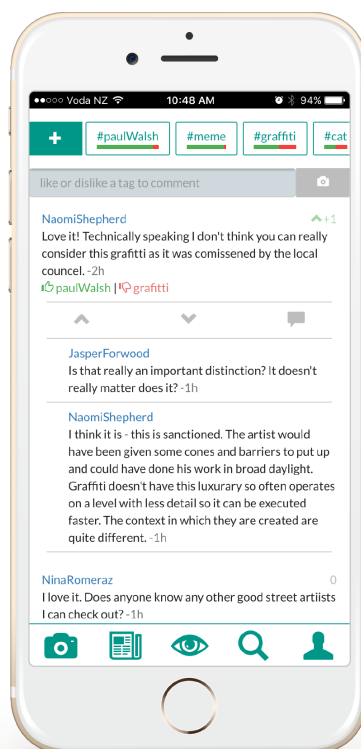 Voda NZ 10:48 AM 94%
+ #paulWalsh #meme #graffiti #cat
like or dislike a tag to comment
NaomiShepherd +1
Love it! Technically speaking I don't think you can really
consider this grafitti as it was comissened by the local
councel. -2h
paulWalsh | grafitti
JasperForwood
Is that really an important distinction? It doesn't
really matter does it? -1h
NaomiShepherd
I think it is - this is sanctioned. The artist would
have been given some cones and barriers to put up
and could have done his work in broad daylight.
Graffiti doesn't have this luxurary so often operates
on a level with less detail so it can be executed
faster. The context in which they are created are
quite different. -1h
NinaRomeraz 0
I love it. Does anyone know any other good street artiists
I can check out? -1h